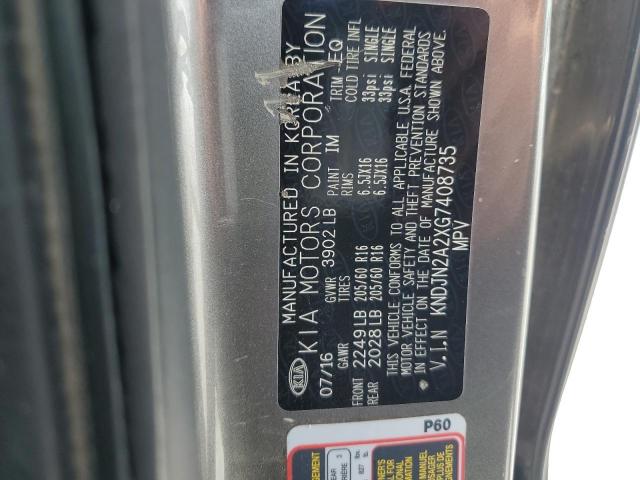 KIA
MANUFACTURED IN KOREA BY
KIA MOTORS CORPORATION
07/16 GVWR 3902 LB PAINT IM TRIM EQ
GAWR TIRES RIMS COLD TIRE INFL
FRONT 2249 LB 205/60 R16 6.5JX16 33psi SINGLE
REAR 2028 LB 205/60 R16 6.5JX16 33psi SINGLE
THIS VEHICLE CONFORMS TO ALL APPLICABLE U.S.A. FEDERAL
MOTOR VEHICLE SAFETY AND THEFT PREVENTION STANDARDS
IN EFFECT ON THE DATE OF MANUFACTURE SHOWN ABOVE.
V.I.N KNDJN2A2XG7408735
MPV
P60